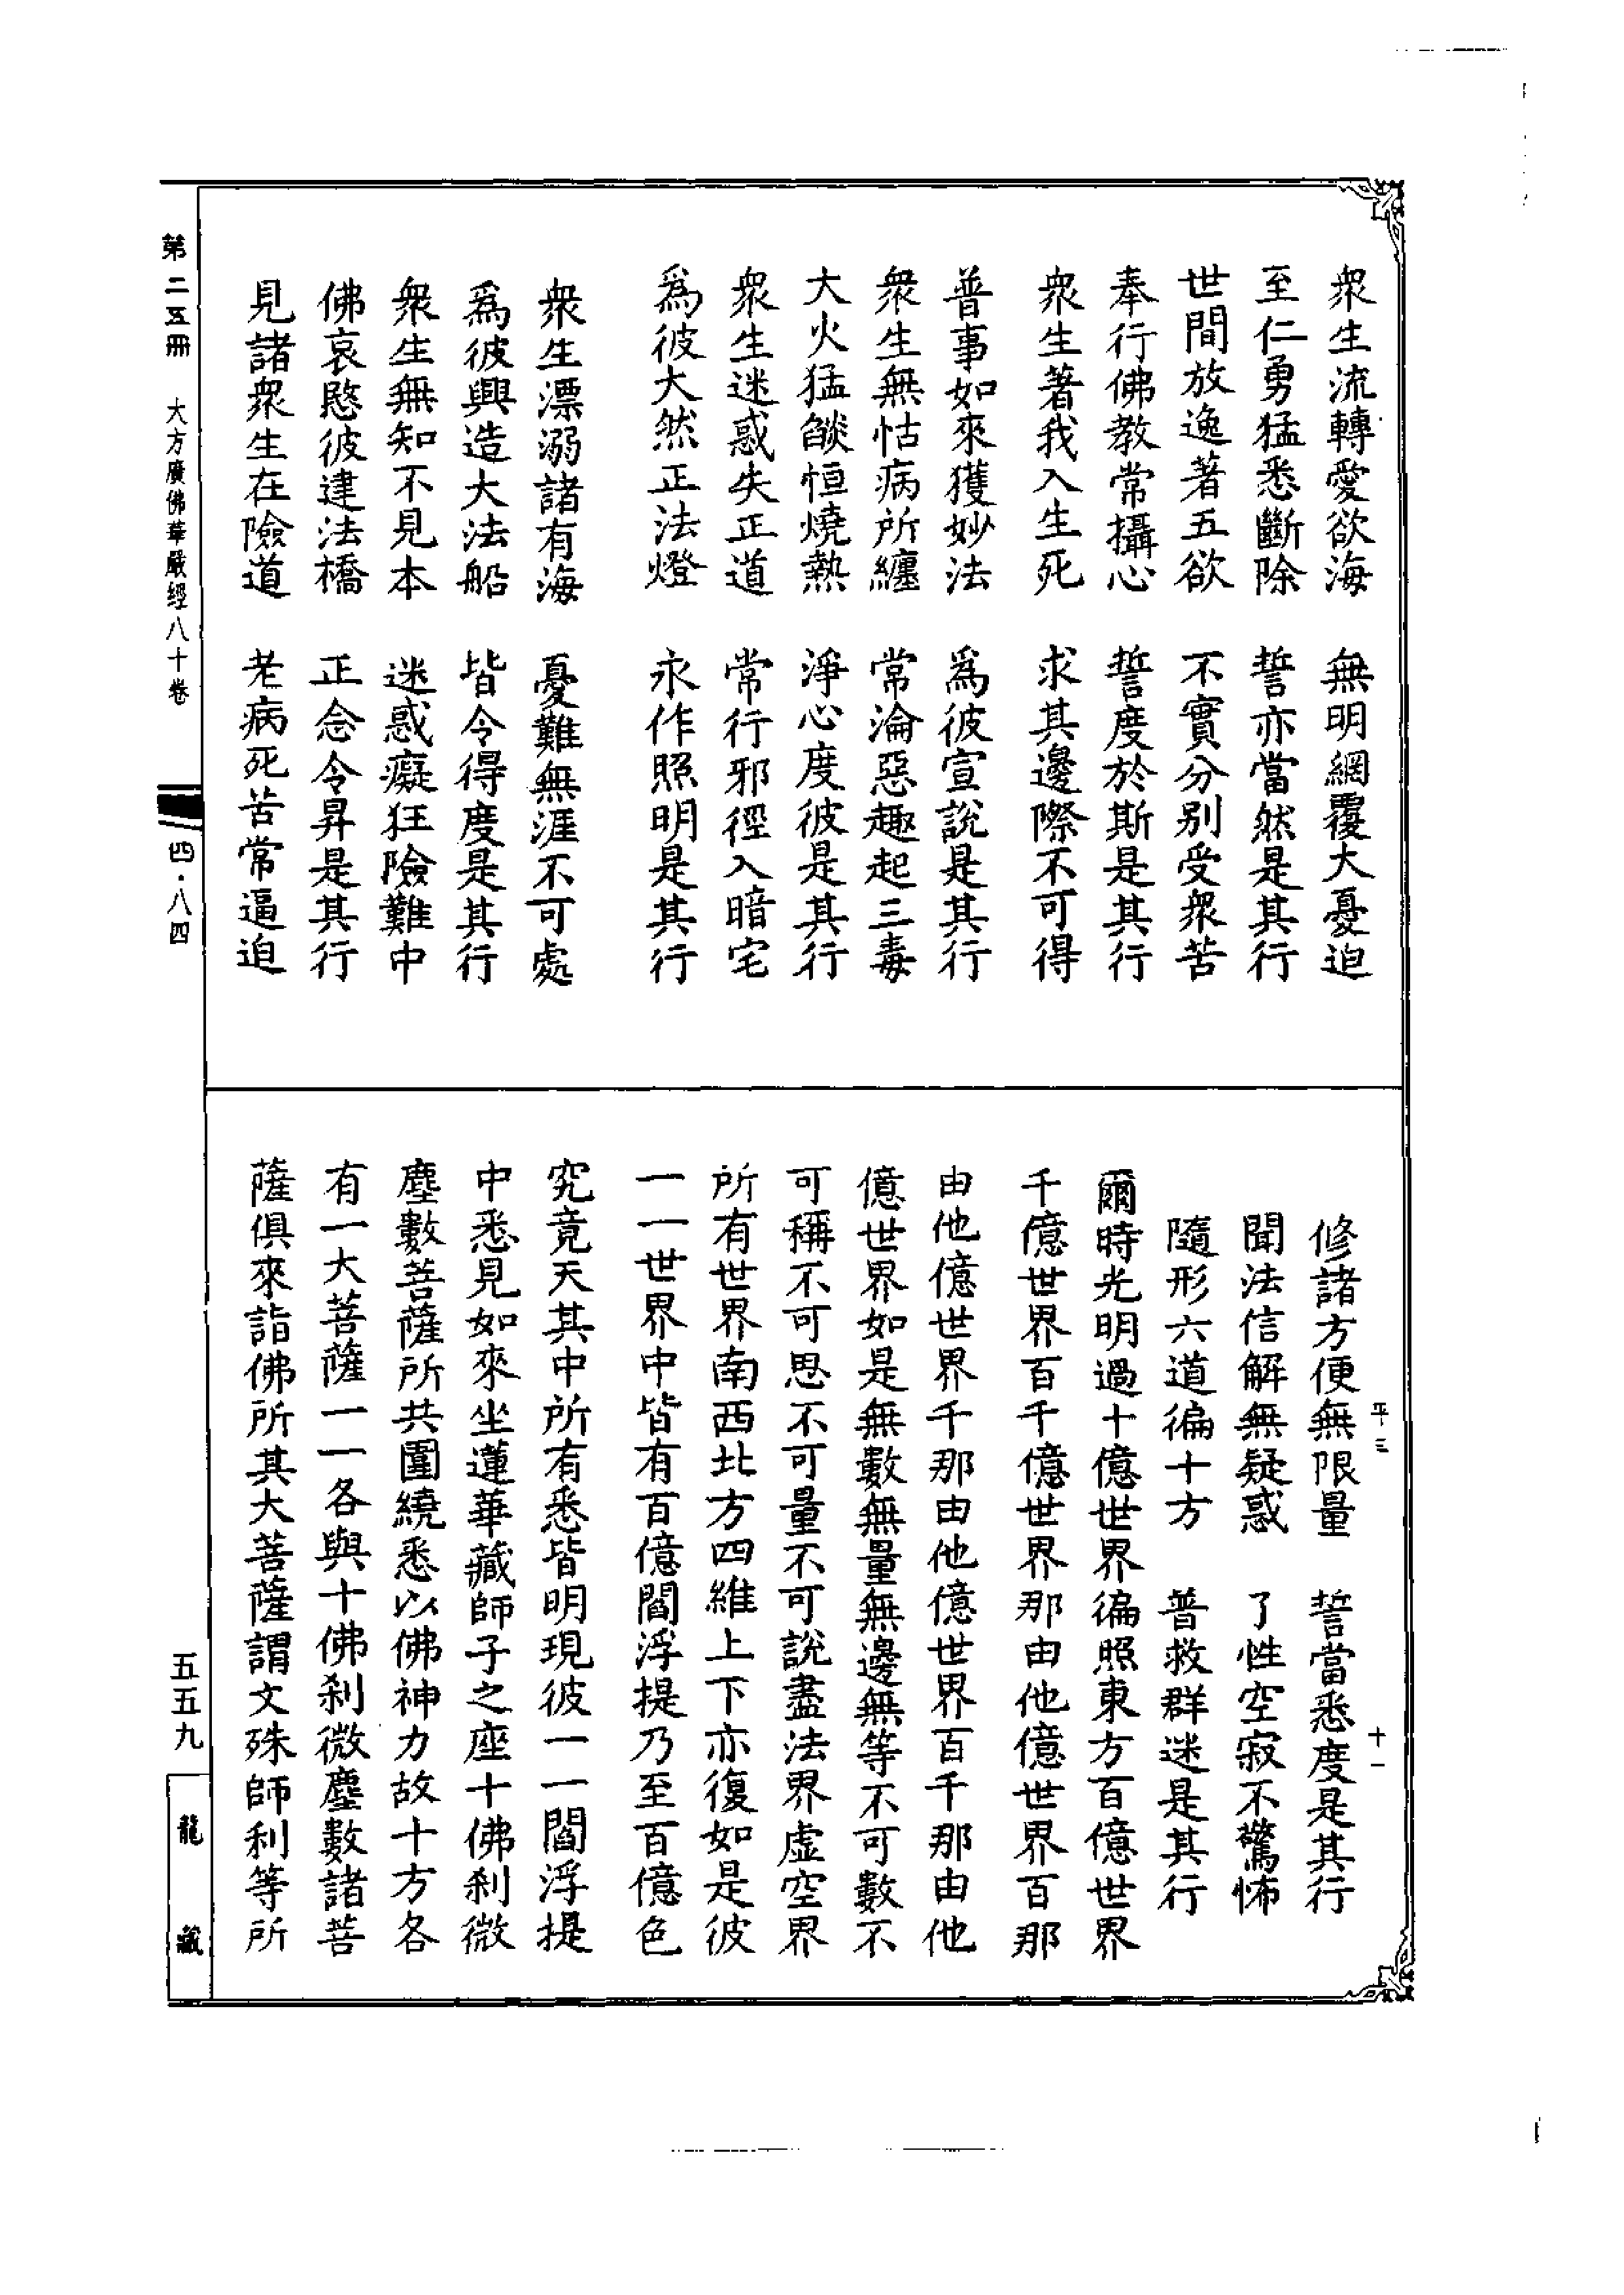 衆生流轉愛欲海　無明網覆大憂迫
至仁勇猛悉斷除　誓亦當然是其行
世間放逸著五欲　不實分别受衆苦
奉行佛教常攝心　誓度於斯是其行
衆生著我入生死　求其邊際不可得
普事如來獲妙法　爲彼宣說是其行
衆生無怙病所纏　常淪惡趣起三毒
大火猛燄恒燒熱　淨心度彼是其行
衆生迷惑失正道　常行邪徑入暗宅
爲彼大然正法燈　永作照明是其行
衆生漂溺諸有海　憂難無涯不可處
爲彼興造大法船　皆令得度是其行
衆生無知不見本　迷惑癡狂險難中
佛哀愍彼建法橋　正念令昇是其行
見諸衆生在險道　老病死苦常逼迫
平三　十一
修諸方便無限量　誓當悉度是其行
聞法信解無疑惑　了性空寂不驚怖
隨形六道徧十方　普救群迷是其行
爾時光明過十億世界徧照東方百億世界
千億世界百千億世界那由他億世界百那
由他億世界千那由他億世界百千那由他
億世界如是無數無量無邊無等不可數不
可稱不可思不可量不可說盡法界虛空界
所有世界南西北方四維上下亦復如是彼
一一世界中皆有百億閻浮提乃至百億色
究竟天其中所有悉皆明現彼一一閻浮提
中悉見如來坐蓮華藏師子之座十佛刹微
塵數菩薩所共圍繞悉以佛神力故十方各
有一大菩薩一一各與十佛刹微塵數諸菩
薩俱來詣佛所其大菩薩謂文殊師利等所
第二五冊　大方廣佛華嚴經八十卷　四·八四
五五九　龍藏